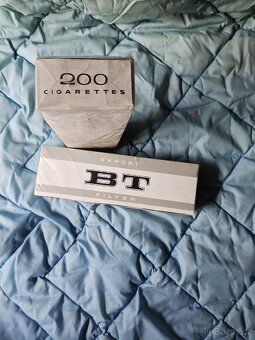 200
CIGARETTES
EXPORT
BT
FILTER